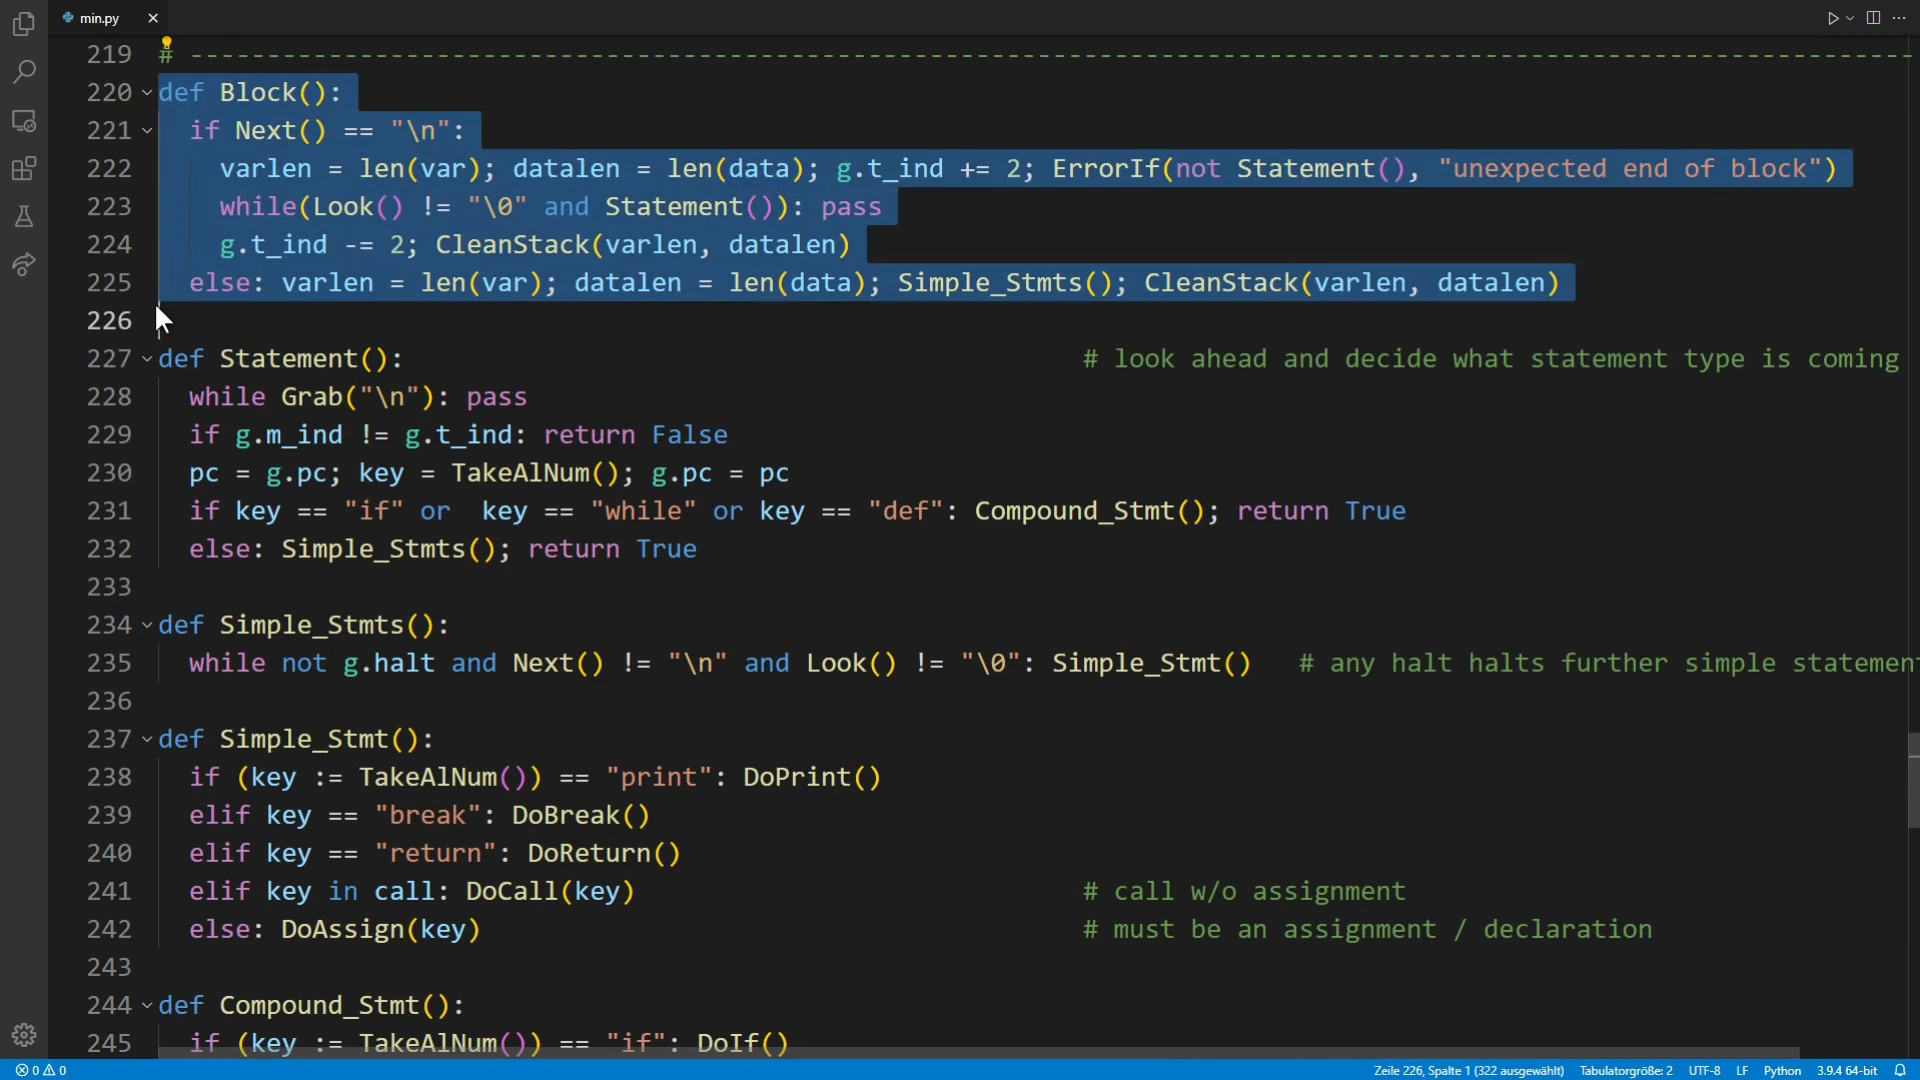 min.py
219 # ------------------------------------------------------------------------------------------------------------------
220 def Block():
221   if Next() == "\n":
222     varlen = len(var); datalen = len(data); g.t_ind += 2; ErrorIf(not Statement(), "unexpected end of block")
223     while(Look() != "\0" and Statement()): pass
224     g.t_ind -= 2; CleanStack(varlen, datalen)
225   else: varlen = len(var); datalen = len(data); Simple_Stmts(); CleanStack(varlen, datalen)
226
227 def Statement():                                            # look ahead and decide what statement type is coming
228   while Grab("\n"): pass
229   if g.m_ind != g.t_ind: return False
230   pc = g.pc; key = TakeAlNum(); g.pc = pc
231   if key == "if" or  key == "while" or key == "def": Compound_Stmt(); return True
232   else: Simple_Stmts(); return True
233
234 def Simple_Stmts():
235   while not g.halt and Next() != "\n" and Look() != "\0": Simple_Stmt()   # any halt halts further simple statement
236
237 def Simple_Stmt():
238   if (key := TakeAlNum()) == "print": DoPrint()
239   elif key == "break": DoBreak()
240   elif key == "return": DoReturn()
241   elif key in call: DoCall(key)                             # call w/o assignment
242   else: DoAssign(key)                                       # must be an assignment / declaration
243
244 def Compound_Stmt():
245   if (key := TakeAlNum()) == "if": DoIf()
0 0 Zeile 226, Spalte 1 (322 ausgewählt) Tabulatorgröße: 2 UTF-8 LF Python 3.9.4 64-bit